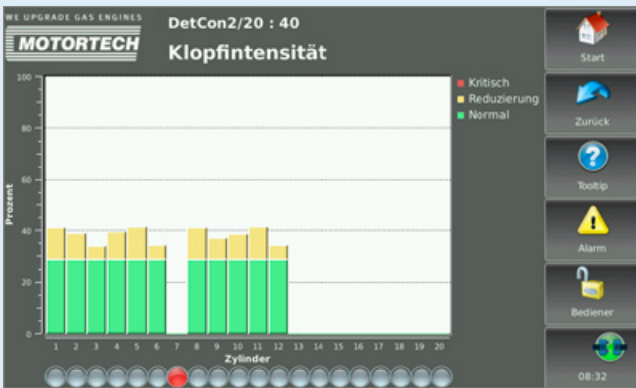 WE UPGRADE GAS ENGINES
MOTORTECH
DetCon2/20 : 40
Klopfintensität
Kritisch
Reduzierung
Normal
Prozent
100
80
60
40
20
0
1 2 3 4 5 6 7 8 9 10 11 12 13 14 15 16 17 18 19 20
Zylinder
Start
Zurück
Tooltip
Alarm
Bediener
08:32